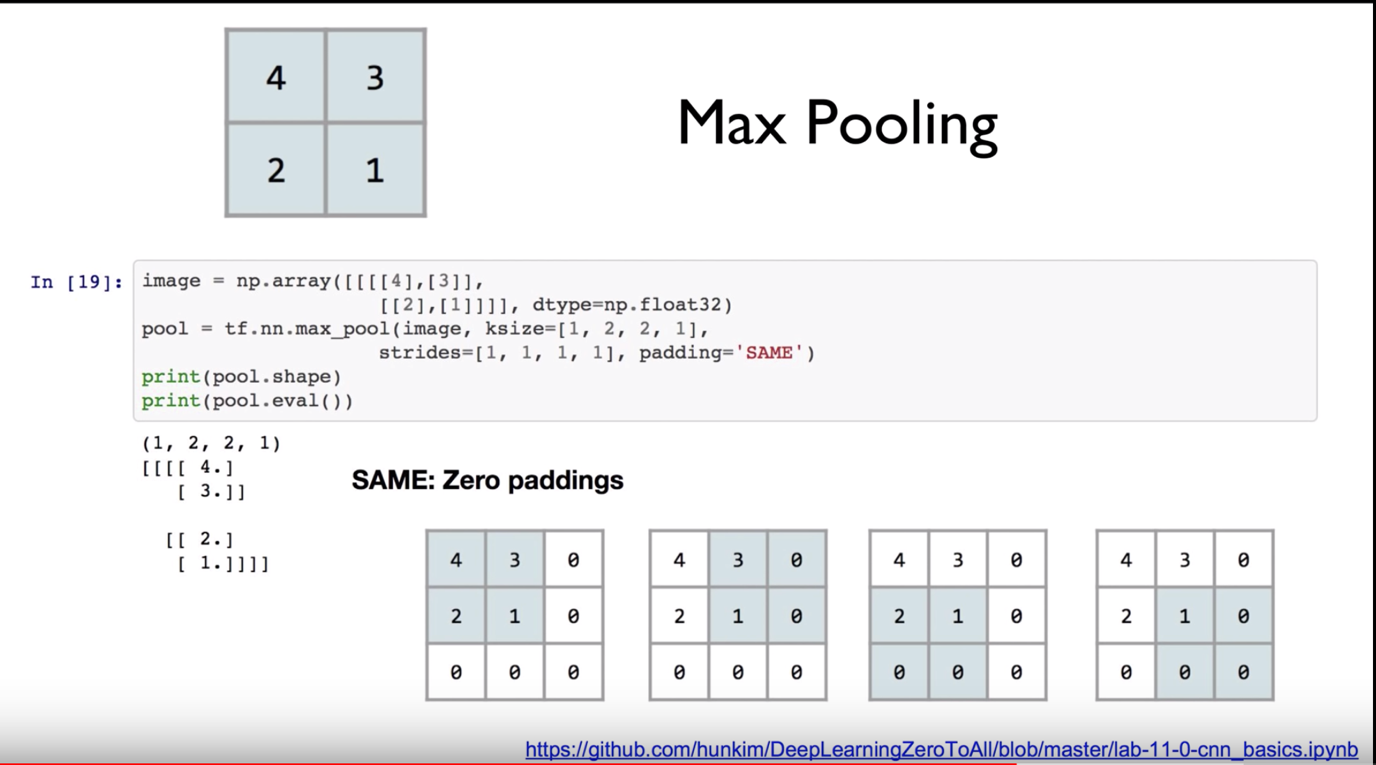 4 3
2 1
Max Pooling
In [19]:
image = np.array([[[[4],[3]],
[[2],[1]]]], dtype=np.float32)
pool = tf.nn.max_pool(image, ksize=[1, 2, 2, 1],
strides=[1, 1, 1, 1], padding='SAME')
print(pool.shape)
print(pool.eval())
(1, 2, 2, 1)
[[[[ 4.]
[ 3.]]
[[ 2.]
[ 1.]]]]
SAME: Zero paddings
4 3 0
2 1 0
0 0 0
4 3 0
2 1 0
0 0 0
4 3 0
2 1 0
0 0 0
4 3 0
2 1 0
0 0 0
https://github.com/hunkim/DeepLearningZeroToAll/blob/master/lab-11-0-cnn_basics.ipynb